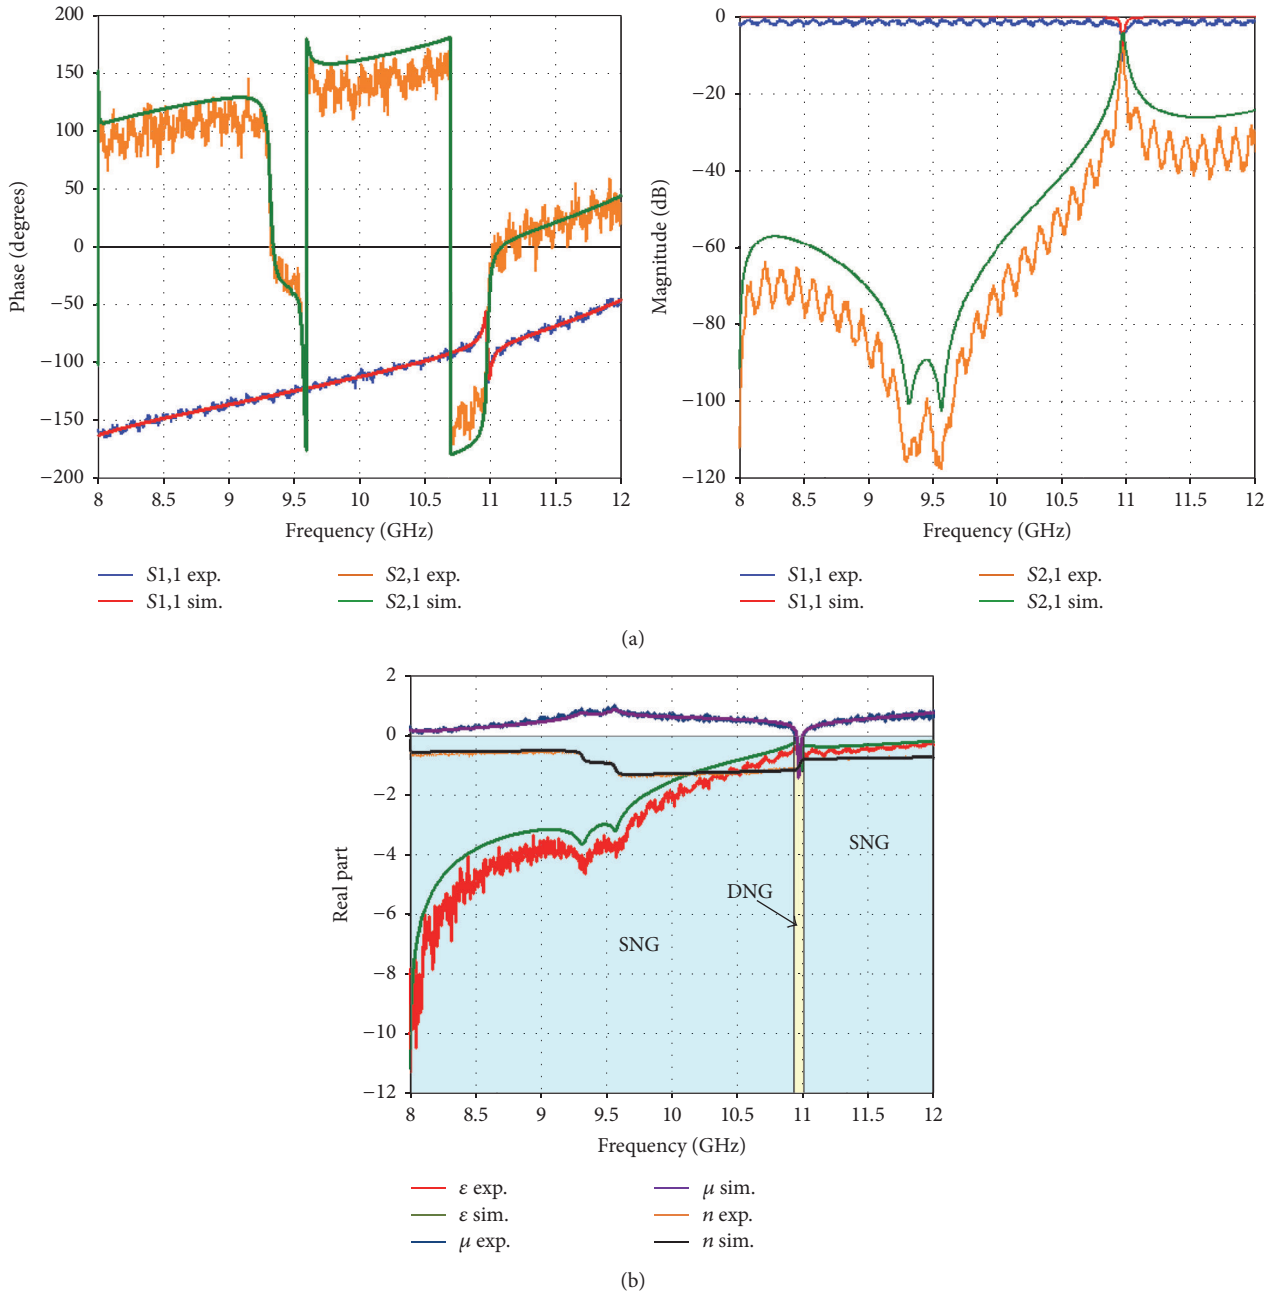 200
150
100
50
0
−50
−100
−150
−200
Phase (degrees)
8 9 9.5 10 10.5 11 11.5 12
Frequency (GHz)
S1,1 exp. S2,1 exp.
S1,1 sim. S2,1 sim.
0
−20
−40
−60
−80
−100
−120
Magnitude (dB)
8 8.5 9 9.5 10 10.5 11 11.5 12
Frequency (GHz)
S1,1 exp. S2,1 exp.
S1,1 sim. S2,1 sim.
(a)
2
0
−2
−4
−6
−8
−10
−12
Real part
SNG
DNG
SNG
8 8.5 9 9.5 10 10.5 11 11.5 12
Frequency (GHz)
ε exp. μ sim.
ε sim. n exp.
μ exp. n sim.
(b)